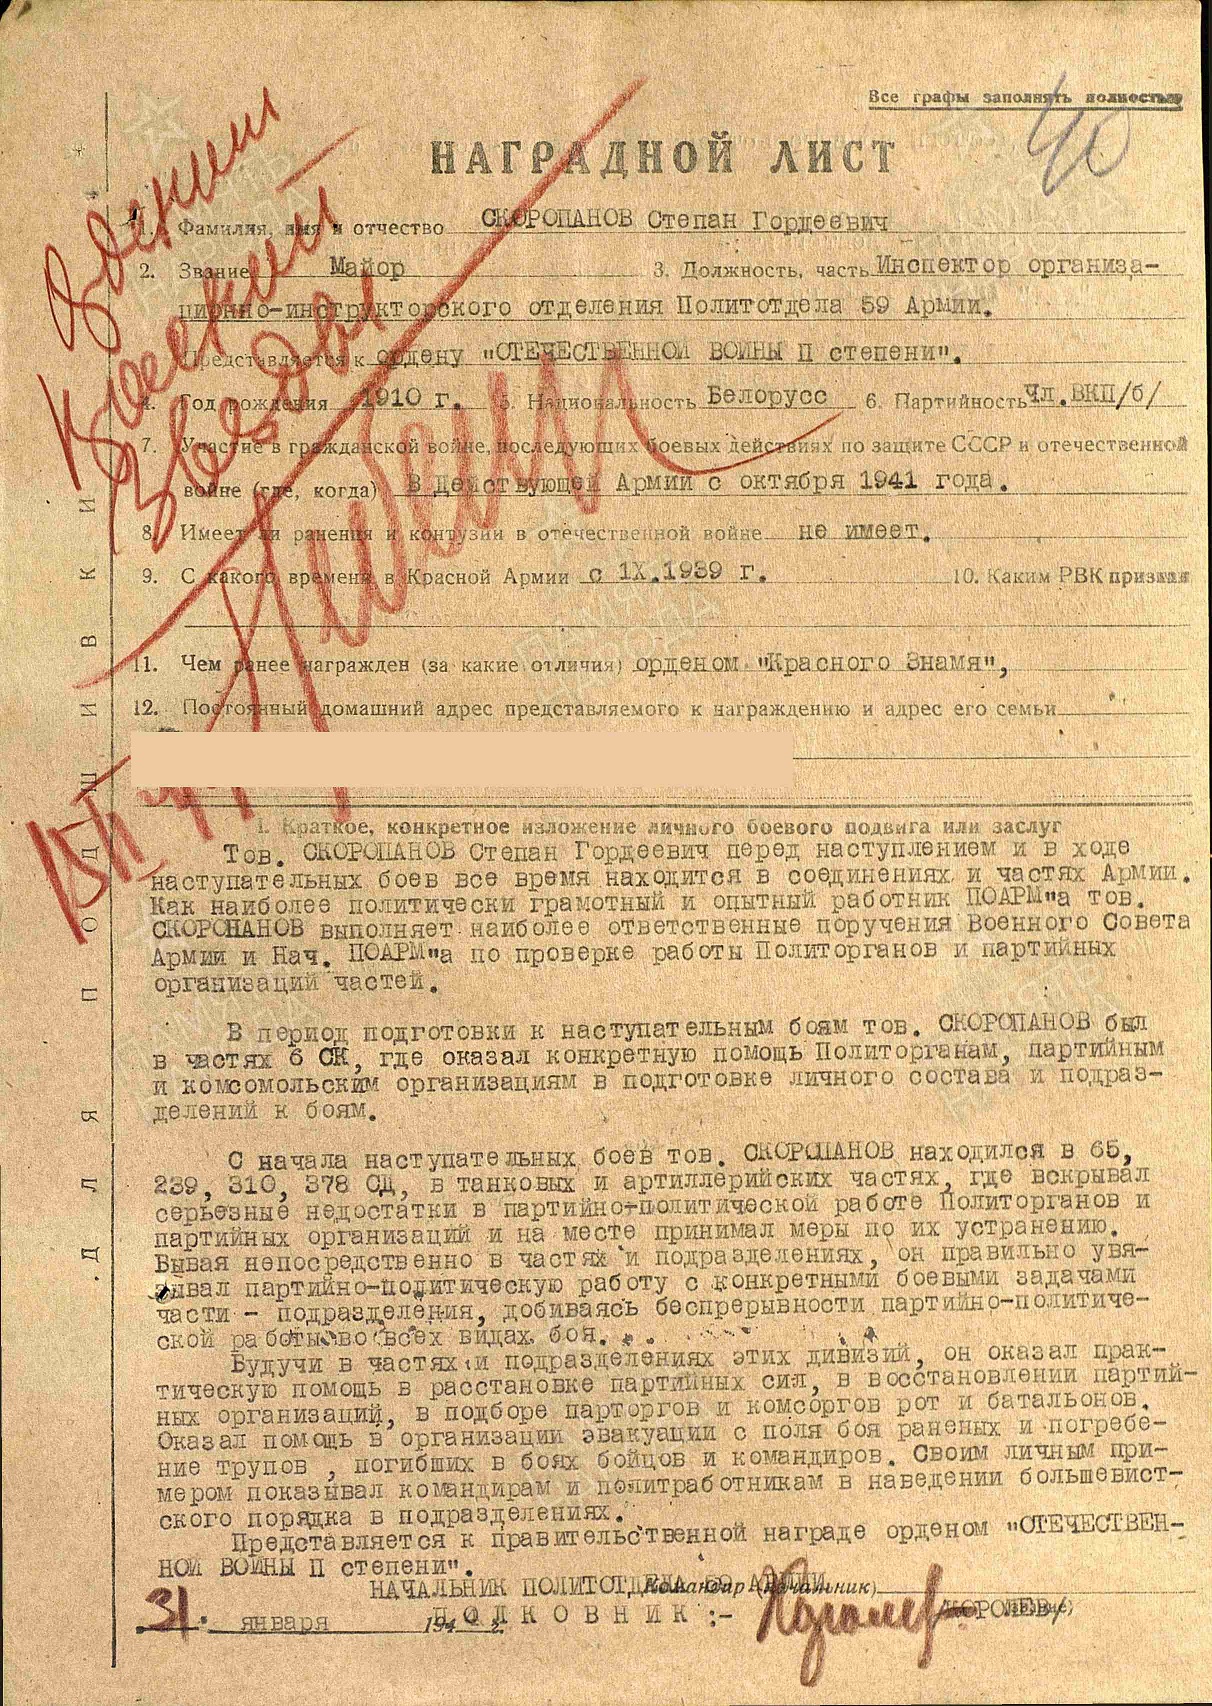 Все графы заполнять полностью
40
НАГРАДНОЙ ЛИСТ
1. Фамилия, имя и отчество СКОРОПАНОВ Степан Гордеевич
2. Звание Майор 3. Должность, часть Инспектор организа-
ционно-инструкторского отделения Политотдела 59 Армии.
Представляется к ордену "ОТЕЧЕСТВЕННОЙ ВОЙНЫ II степени".
4. Год рождения 1910 г. 5. Национальность Белорусс 6. Партийность Чл.ВКП/б/
7. Участие в гражданской войне, последующих боевых действиях по защите СССР и отечественной
войне (где, когда) В Действующей Армии с октября 1941 года.
8. Имеет ли ранения и контузии в отечественной войне не имеет.
9. С какого времени в Красной Армии с IX.1939 г. 10. Каким РВК призван
11. Чем ранее награжден (за какие отличия) орденом "Красного Знамя",
12. Постоянный домашний адрес представляемого к награждению и адрес его семьи
ДЛЯ ПОДШИВКИ
Красной
Звезды
I. Краткое, конкретное изложение личного боевого подвига или заслуг
Тов. СКОРОПАНОВ Степан Гордеевич перед наступлением и в ходе
наступательных боев все время находится в соединениях и частях Армии.
Как наиболее политически грамотный и опытный работник ПОАРМ"а тов.
СКОРОПАНОВ выполняет наиболее ответственные поручения Военного Совета
Армии и Нач. ПОАРМ"а по проверке работы Политорганов и партийных
организаций частей.
В период подготовки к наступательным боям тов. СКОРОПАНОВ был
в частях 6 СК, где оказал конкретную помощь Политорганам, партийным
и комсомольским организациям в подготовке личного состава и подраз-
делений к боям.
С начала наступательных боев тов. СКОРОПАНОВ находился в 65,
239, 310, 378 СД, в танковых и артиллерийских частях, где вскрывал
серьезные недостатки в партийно-политической работе Политорганов и
партийных организаций и на месте принимал меры по их устранению.
Бывая непосредственно в частях и подразделениях, он правильно увя-
зывал партийно-политическую работу с конкретными боевыми задачами
части - подразделения, добиваясь беспрерывности партийно-политиче-
ской работы во всех видах боя.
Будучи в частях и подразделениях этих дивизий, он оказал прак-
тическую помощь в расстановке партийных сил, в восстановлении партий-
ных организаций, в подборе парторгов и комсоргов рот и батальонов.
Оказал помощь в организации эвакуации с поля боя раненых и погребе-
ние трупов , погибших в боях бойцов и командиров. Своим личным при-
мером показывал командирам и политработникам в наведении большевист-
ского порядка в подразделениях.
Представляется к правительственной награде орденом "ОТЕЧЕСТВЕН-
НОЙ ВОЙНЫ II степени".
НАЧАЛЬНИК ПОЛИТОТДЕЛА 59 АРМИИ
Командир (начальник)
ПОЛКОВНИК :- Королев /КОРОЛЕВ/
31. января 194 г.